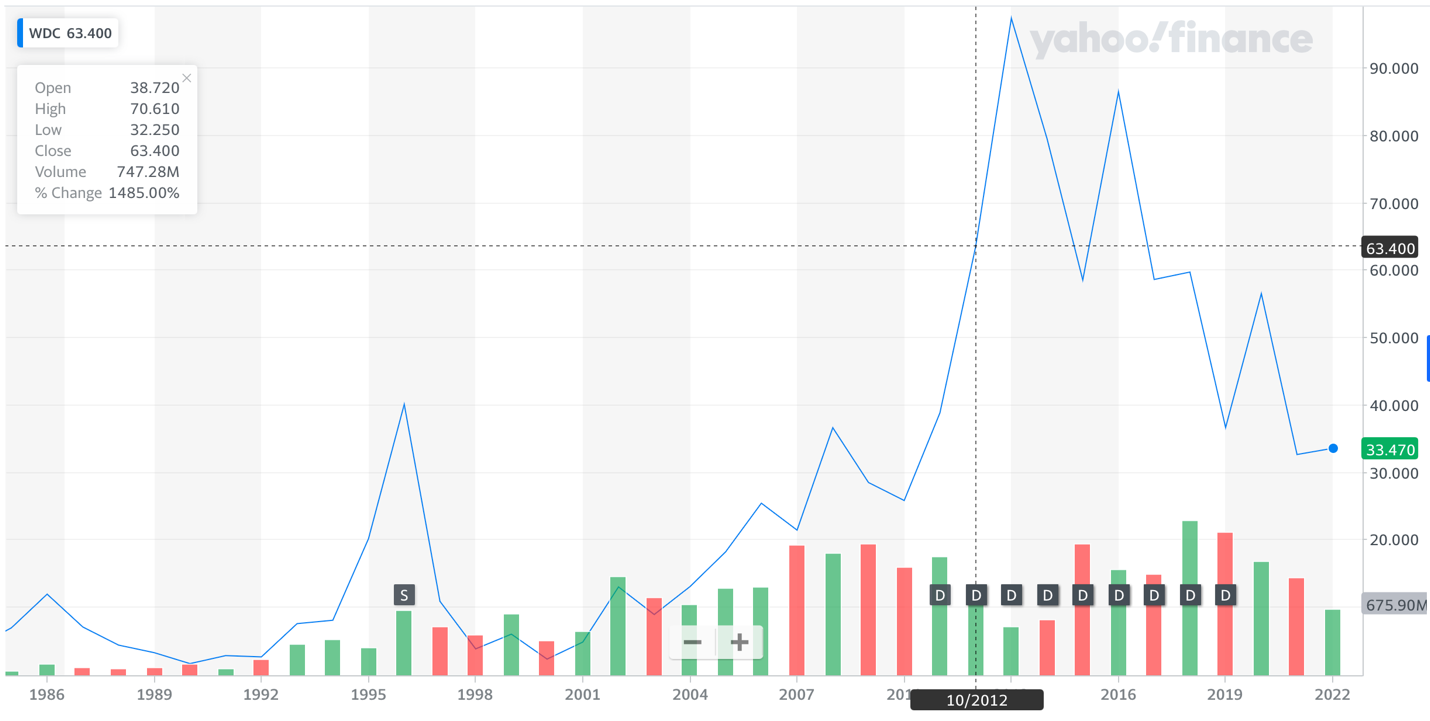 WDC 63.400
yahoo!finance
Open 38.720
High 70.610
Low 32.250
Close 63.400
Volume 747.28M
% Change 1485.00%
90.000
80.000
70.000
63.400
60.000
50.000
40.000
33.470
30.000
20.000
S
D D D D D D D D D
675.90M
1986 1989 1992 1995 1998 2001 2004 2007 2016 2019 2022
10/2012